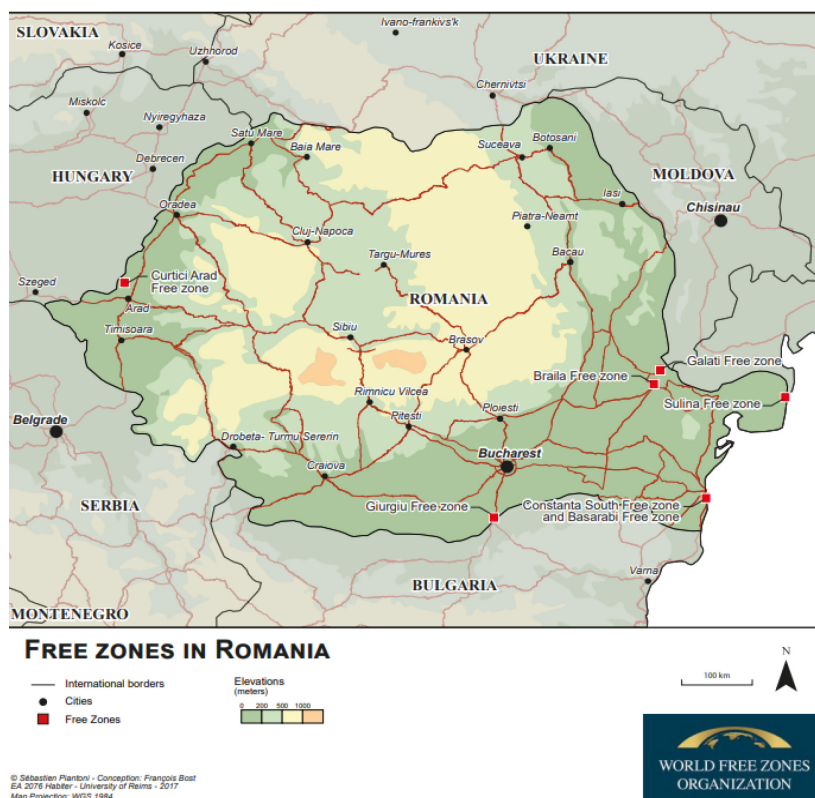 SLOVAKIA
Ivano-frankivs'k
Kosice
Uzhhorod
UKRAINE
Chernivtsi
Miskolc
Nyiregyhaza
Satu Mare
Baia Mare
Suceava
Botosani
Debrecen
HUNGARY
MOLDOVA
Iasi
Chisinau
Oradea
Cluj-Napoca
Piatra-Neamt
Targu-Mures
Bacau
Szeged
Curtici Arad
Free zone
ROMANIA
Arad
Timisoara
Sibiu
Brasov
Galati Free zone
Braila Free zone
Sulina Free zone
Rimnicu Vilcea
Pitesti
Ploiesti
Belgrade
Drobeta- Turmu Sererin
Bucharest
Craiova
SERBIA
Giurgiu Free zone
Constanta South Free zone
and Basarabi Free zone
Varna
BULGARIA
MONTENEGRO
FREE ZONES IN ROMANIA
International borders
Cities
Free Zones
Elevations
(meters)
0 200 500 1000
100 km
N
WORLD FREE ZONES
ORGANIZATION
© Sébastien Piantoni - Conception: François Bost
EA 2076 Habiter - University of Reims - 2017
Map Projection: WGS 1984